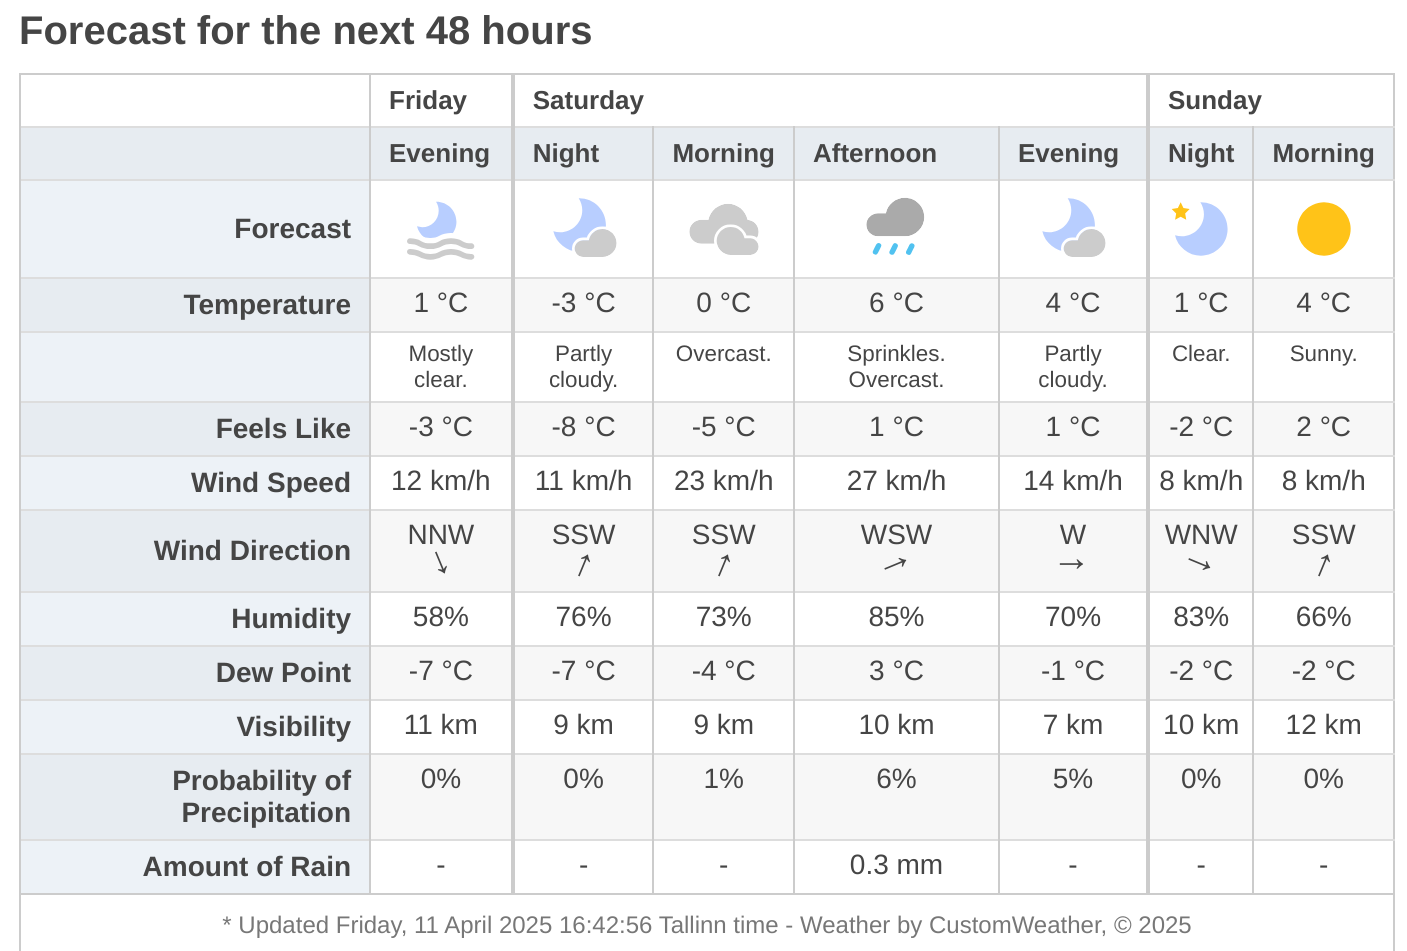 Forecast for the next 48 hours
Friday Saturday Sunday
Evening Night Morning Afternoon Evening Night Morning
Forecast
Temperature 1 °C -3 °C 0 °C 6 °C 4 °C 1 °C 4 °C
Mostly clear. Partly cloudy. Overcast. Sprinkles. Overcast. Partly cloudy. Clear. Sunny.
Feels Like -3 °C -8 °C -5 °C 1 °C 1 °C -2 °C 2 °C
Wind Speed 12 km/h 11 km/h 23 km/h 27 km/h 14 km/h 8 km/h 8 km/h
Wind Direction NNW SSW SSW WSW W WNW SSW
↓ ↑ ↑ ↑ → ↑ ↑
Humidity 58% 76% 73% 85% 70% 83% 66%
Dew Point -7 °C -7 °C -4 °C 3 °C -1 °C -2 °C -2 °C
Visibility 11 km 9 km 9 km 10 km 7 km 10 km 12 km
Probability of Precipitation 0% 0% 1% 6% 5% 0% 0%
Amount of Rain - - - 0.3 mm - - -
* Updated Friday, 11 April 2025 16:42:56 Tallinn time - Weather by CustomWeather, © 2025